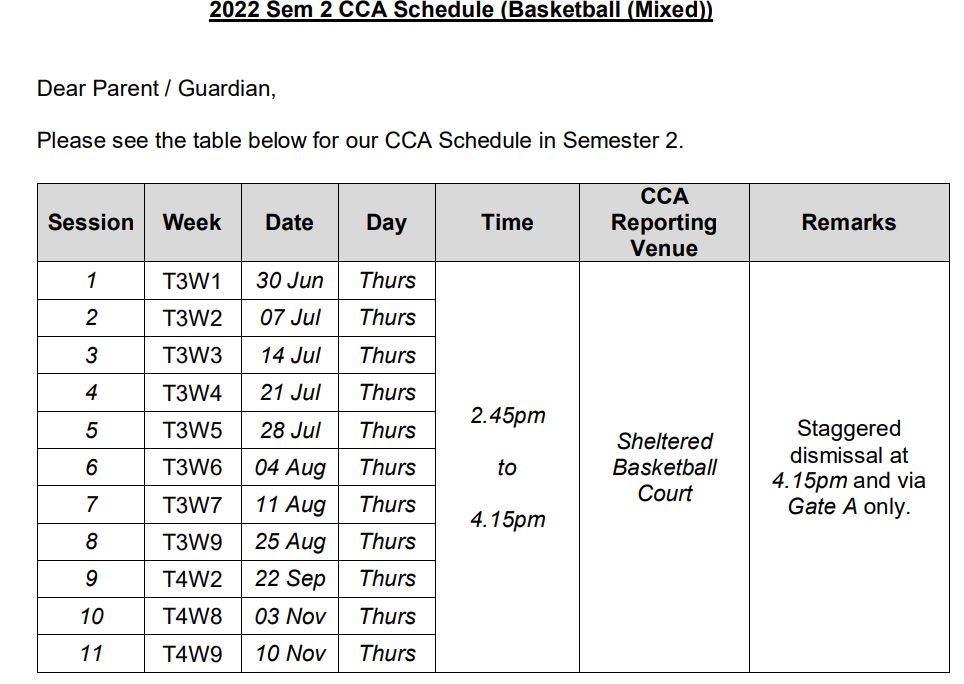 2022 Sem 2 CCA Schedule (Basketball (Mixed))
Dear Parent / Guardian,
Please see the table below for our CCA Schedule in Semester 2.
Session Week Date Day Time CCA Reporting Venue Remarks
1 T3W1 30 Jun Thurs
2 T3W2 07 Jul Thurs
3 T3W3 14 Jul Thurs
4 T3W4 21 Jul Thurs
5 T3W5 28 Jul Thurs
6 T3W6 04 Aug Thurs
7 T3W7 11 Aug Thurs
8 T3W9 25 Aug Thurs
9 T4W2 22 Sep Thurs
10 T4W8 03 Nov Thurs
11 T4W9 10 Nov Thurs
2.45pm
to
4.15pm
Sheltered
Basketball
Court
Staggered
dismissal at
4.15pm and via
Gate A only.